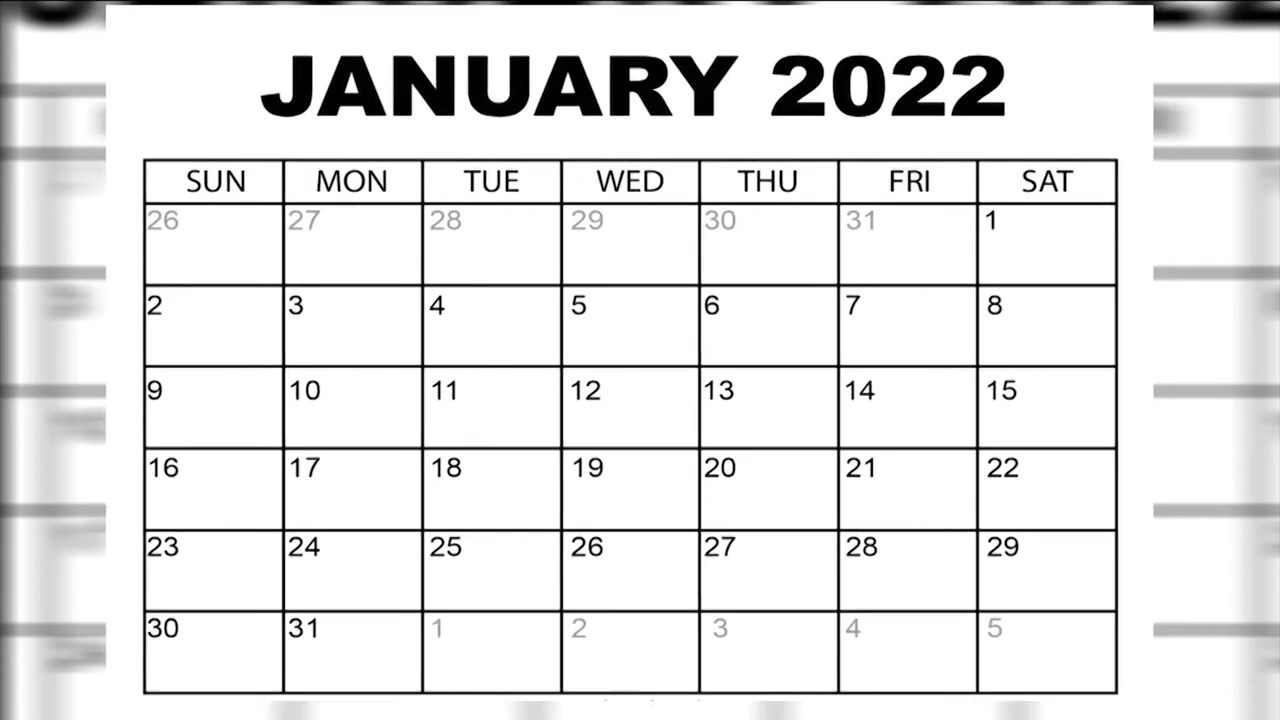 JANUARY 2022
SUN MON TUE WED THU FRI SAT
26 27 28 29 30 31 1
2 3 4 5 6 7 8
9 10 11 12 13 14 15
16 17 18 19 20 21 22
23 24 25 26 27 28 29
30 31 1 2 3 4 5